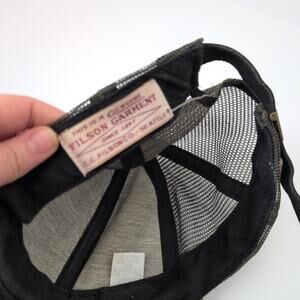 THIS IS A GENUINE
FILSON GARMENT
SINCE 1897
C.C. FILSON CO. SEATTLE